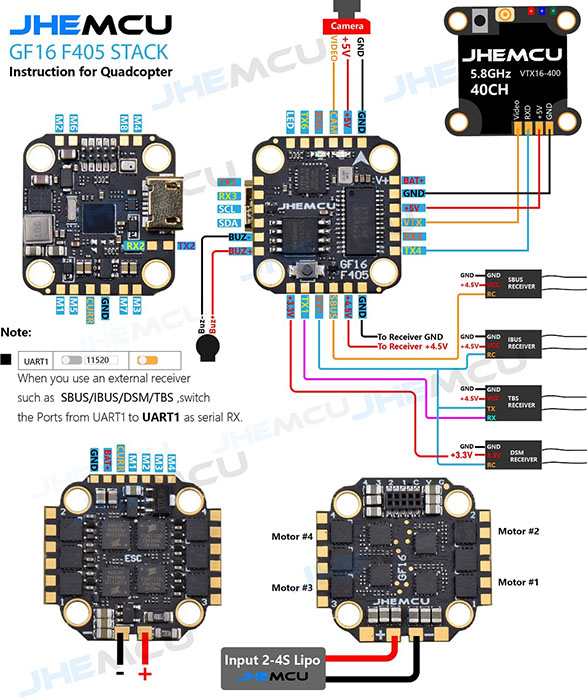 JHEMCU
GF16 F405 STACK
Instruction for Quadcopter
Camera
VIDEO
+5V
GND
JHEMCU
5.8GHz
VTX16-400
40CH
Video
RXD
+5V
GND
M2
M6
M8
M4
LED
TX6
CAM
+5V
GND
RX3
SCL
SDA
BUZ-
BUZ+
V+
BAT+
GND
+5V
VTX
RX4
TX4
JHEMCU
GF16
F405
RX2
TX2
M1
M5
CURR
GND
M7
M3
Buz-
Buz+
+3.3V
TX1
RX1
SBUS
+4.5V
GND
To Receiver GND
To Receiver +4.5V
GND
+4.5V
GND
VCC
RC
SBUS
RECEIVER
GND
+4.5V
GND
VCC
RC
IBUS
RECEIVER
GND
+4.5V
GND
VCC
TX
RX
TBS
RECEIVER
GND
+3.3V
GND
3.3V
RC
DSM
RECEIVER
Note:
UART1
11520
When you use an external receiver
such as SBUS/IBUS/DSM/TBS ,switch
the Ports from UART1 to UART1 as serial RX.
GND
BAT+
CURR
M1
M2
M3
M4
ESC
- +
Motor #4
Motor #2
Motor #3
Motor #1
GF16
JHEMCU
+ -
Input 2-4S Lipo
JHEMCU